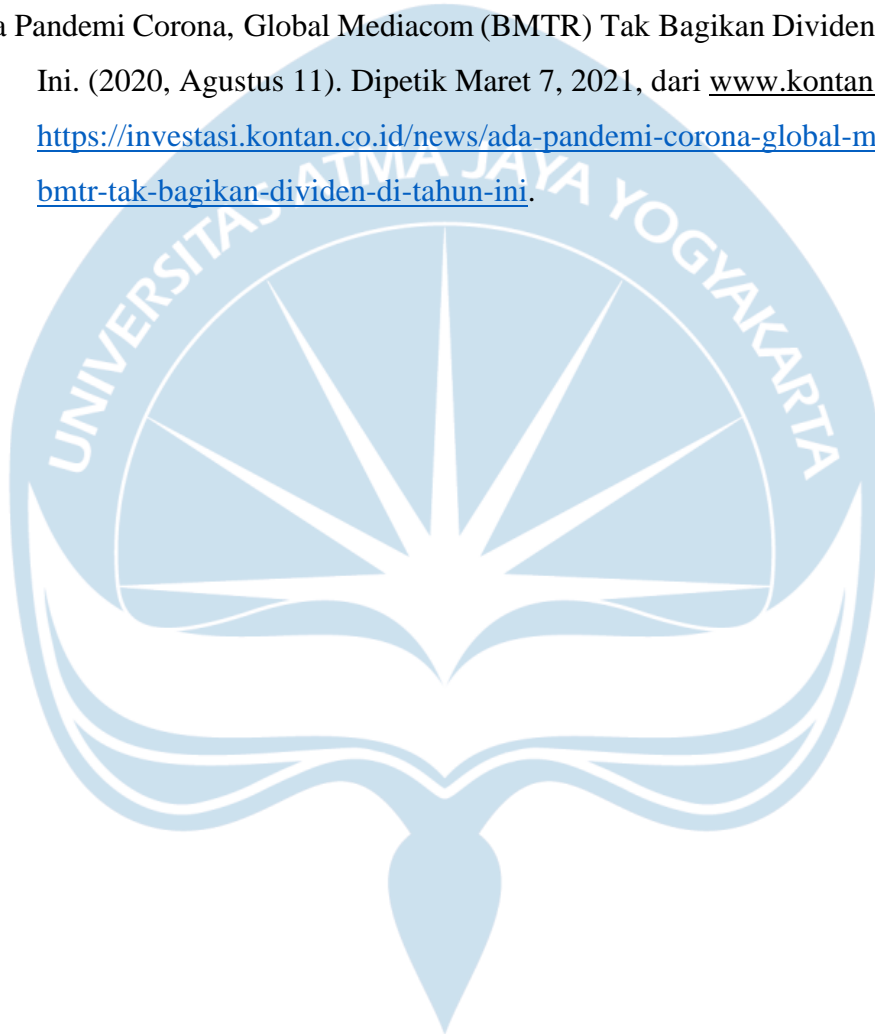 a Pandemi Corona, Global Mediacom (BMTR) Tak Bagikan Dividen
Ini. (2020, Agustus 11). Dipetik Maret 7, 2021, dari www.kontan
https://investasi.kontan.co.id/news/ada-pandemi-corona-global-m
bmtr-tak-bagikan-dividen-di-tahun-ini.
UNIVERSITAS ATMA JAYA YOGYAKARTA